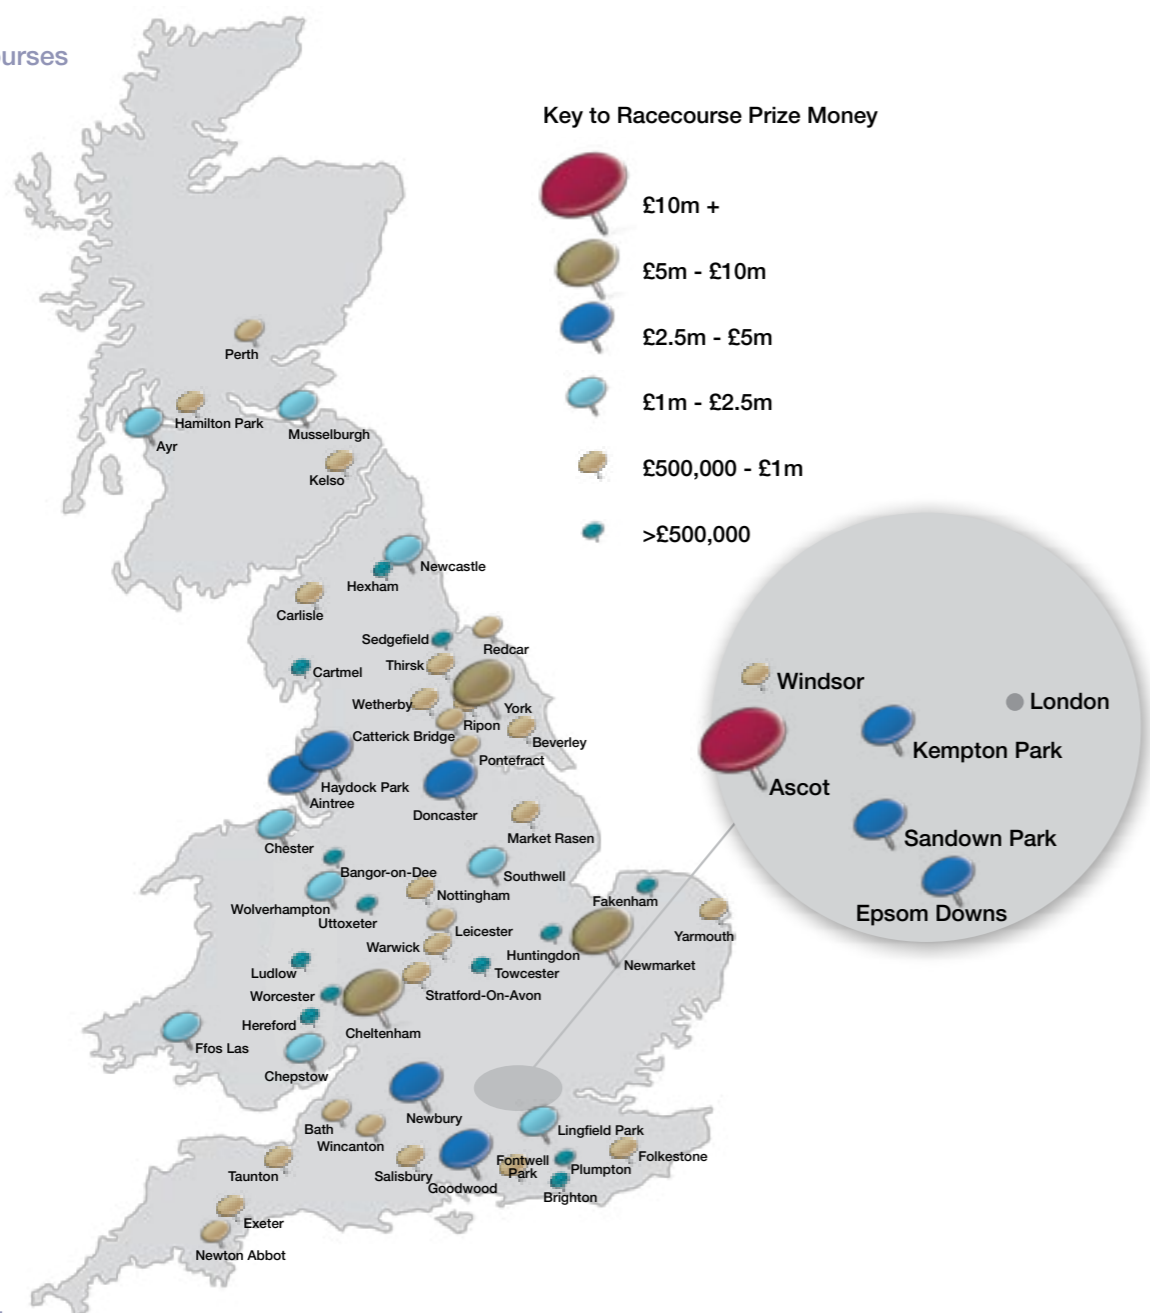 urses
Key to Racecourse Prize Money
£10m +
£5m - £10m
£2.5m - £5m
£1m - £2.5m
£500,000 - £1m
>£500,000
Perth
Hamilton Park
Musselburgh
Ayr
Kelso
Newcastle
Hexham
Carlisle
Sedgefield
Redcar
Thirsk
Cartmel
Wetherby
York
Ripon
Catterick Bridge
Beverley
Pontefract
Haydock Park
Aintree
Doncaster
Market Rasen
Chester
Bangor-on-Dee
Southwell
Nottingham
Wolverhampton
Uttoxeter
Fakenham
Leicester
Yarmouth
Warwick
Huntingdon
Newmarket
Ludlow
Towcester
Worcester
Stratford-On-Avon
Hereford
Cheltenham
Ffos Las
Chepstow
Newbury
Bath
Wincanton
Lingfield Park
Taunton
Salisbury
Goodwood
Fontwell
Park
Plumpton
Folkestone
Brighton
Exeter
Newton Abbot
Windsor
London
Kempton Park
Ascot
Sandown Park
Epsom Downs